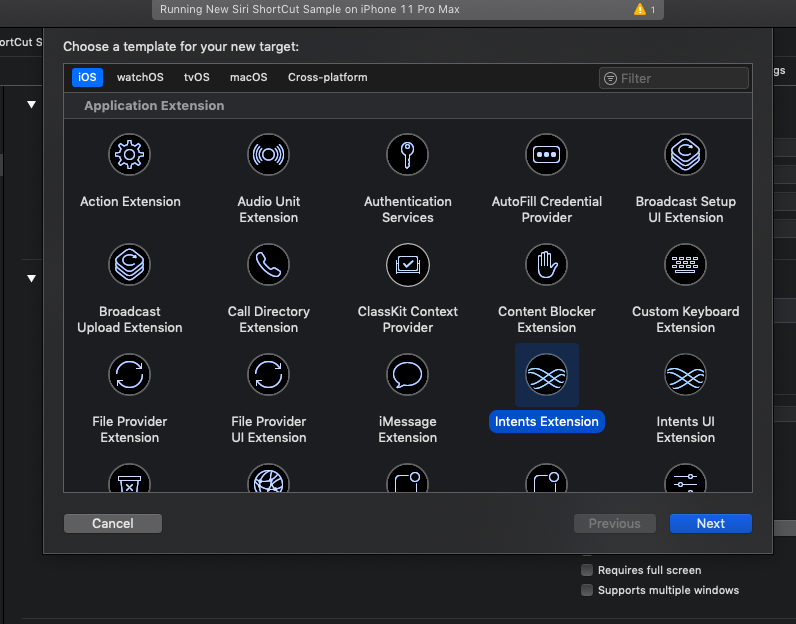 Running New Siri ShortCut Sample on iPhone 11 Pro Max
1
ortCut S
Choose a template for your new target:
iOS watchOS tvOS macOS Cross-platform Filter
gs
Application Extension
Action Extension
Audio Unit
Extension
Authentication
Services
AutoFill Credential
Provider
Broadcast Setup
UI Extension
Broadcast
Upload Extension
Call Directory
Extension
ClassKit Context
Provider
Content Blocker
Extension
Custom Keyboard
Extension
File Provider
Extension
File Provider
UI Extension
iMessage
Extension
Intents Extension
Intents UI
Extension
Cancel Previous Next
Requires full screen
Supports multiple windows